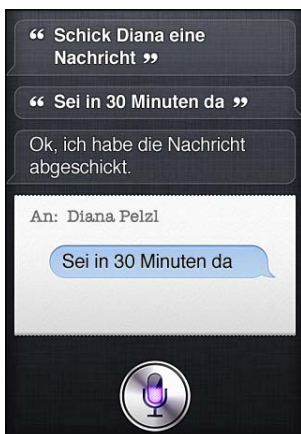 “ Schick Diana eine
Nachricht ”
“ Sei in 30 Minuten da ”
Ok, ich habe die Nachricht
abgeschickt.
An: Diana Pelzl
Sei in 30 Minuten da